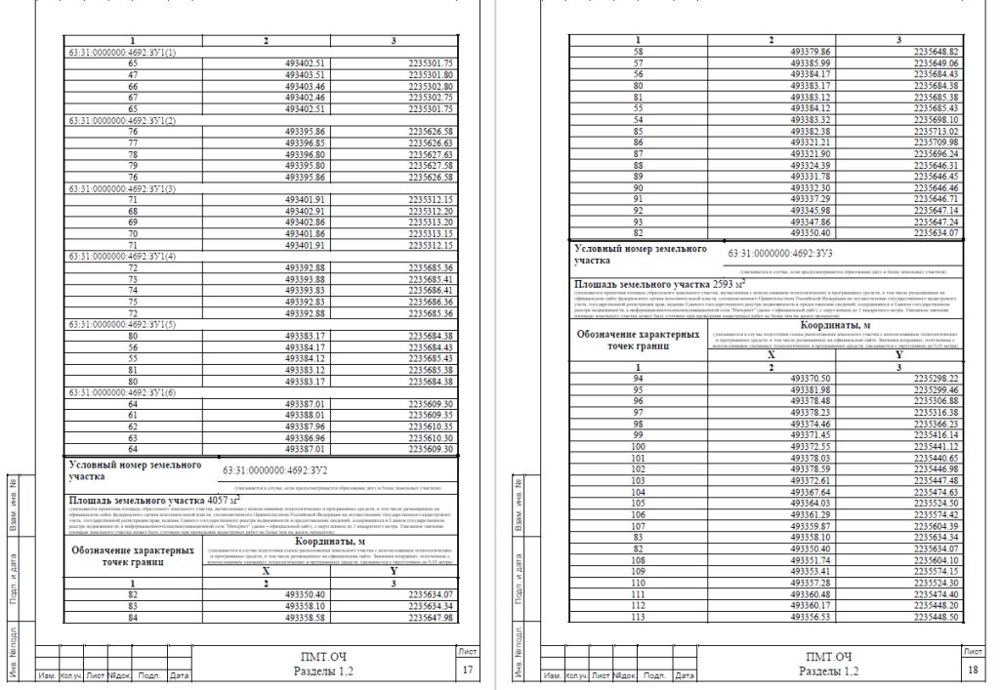 1 2 3
63:31:0000000:4692:ЗУ1(1)
65 493402.51 2235301.75
47 493403.51 2235301.80
66 493403.46 2235302.80
67 493402.46 2235302.75
65 493402.51 2235301.75
63:31:0000000:4692:ЗУ1(2)
76 493395.86 2235626.58
77 493396.85 2235626.63
78 493396.80 2235627.63
79 493395.80 2235627.58
76 493395.86 2235626.58
63:31:0000000:4692:ЗУ1(3)
71 493401.91 2235312.15
68 493402.91 2235312.20
69 493402.86 2235313.20
70 493401.86 2235313.15
71 493401.91 2235312.15
63:31:0000000:4692:ЗУ1(4)
72 493392.88 2235685.36
73 493393.88 2235685.41
74 493393.83 2235686.41
75 493392.83 2235686.36
72 493392.88 2235685.36
63:31:0000000:4692:ЗУ1(5)
80 493383.17 2235684.38
56 493384.17 2235684.43
55 493384.12 2235685.43
81 493383.12 2235685.38
80 493383.17 2235684.38
63:31:0000000:4692:ЗУ1(6)
64 493387.01 2235609.30
61 493388.01 2235609.35
62 493387.96 2235610.35
63 493386.96 2235610.30
64 493387.01 2235609.30
Условный номер земельного
участка
63:31:0000000:4692:ЗУ2
(указывается в случае, если предусматривается образование двух и более земельных участков)
Площадь земельного участка 4057 м2
(указывается проектная площадь образуемого земельного участка, вычисленная с использованием технологических и программных средств, в том числе размещенных на
официальном сайте федерального органа исполнительной власти, уполномоченного Правительством Российской Федерации на осуществление государственного кадастрового
учета, государственной регистрации прав, ведение Единого государственного реестра недвижимости и предоставление сведений, содержащихся в Едином государственном
реестре недвижимости, в информационно-телекоммуникационной сети "Интернет" (далее - официальный сайт), с округлением до 1 квадратного метра. Указанное значение
площади земельного участка может быть уточнено при проведении кадастровых работ не более чем на десять процентов)
Обозначение характерных
точек границ
Координаты, м
(указываются в случае подготовки схемы расположения земельного участка с использованием технологических
и программных средств, в том числе размещенных на официальном сайте. Значения координат, полученные с
использованием указанных технологических и программных средств, указываются с округлением до 0,01 метра)
X Y
1 2 3
82 493350.40 2235634.07
83 493358.10 2235634.34
84 493358.58 2235647.98
Взам. инв. №
Подп. и дата
Инв. № подл.
Изм. Кол.уч. Лист №док. Подп. Дата
ПМТ.ОЧ
Разделы 1,2
Лист
17
1 2 3
58 493379.86 2235648.82
57 493385.99 2235649.06
56 493384.17 2235684.43
80 493383.17 2235684.38
81 493383.12 2235685.38
55 493384.12 2235685.43
54 493383.32 2235698.10
85 493382.38 2235713.02
86 493321.21 2235709.98
87 493321.90 2235696.24
88 493324.39 2235646.31
89 493331.78 2235646.45
90 493332.30 2235646.46
91 493337.29 2235646.71
92 493345.98 2235647.14
93 493347.86 2235647.24
82 493350.40 2235634.07
Условный номер земельного
участка
63:31:0000000:4692:ЗУ3
(указывается в случае, если предусматривается образование двух и более земельных участков)
Площадь земельного участка 2593 м2
(указывается проектная площадь образуемого земельного участка, вычисленная с использованием технологических и программных средств, в том числе размещенных на
официальном сайте федерального органа исполнительной власти, уполномоченного Правительством Российской Федерации на осуществление государственного кадастрового
учета, государственной регистрации прав, ведение Единого государственного реестра недвижимости и предоставление сведений, содержащихся в Едином государственном
реестре недвижимости, в информационно-телекоммуникационной сети "Интернет" (далее - официальный сайт), с округлением до 1 квадратного метра. Указанное значение
площади земельного участка может быть уточнено при проведении кадастровых работ не более чем на десять процентов)
Обозначение характерных
точек границ
Координаты, м
(указываются в случае подготовки схемы расположения земельного участка с использованием технологических
и программных средств, в том числе размещенных на официальном сайте. Значения координат, полученные с
использованием указанных технологических и программных средств, указываются с округлением до 0,01 метра)
X Y
1 2 3
94 493370.50 2235298.22
95 493381.98 2235299.46
96 493378.48 2235306.88
97 493378.23 2235316.38
98 493374.46 2235366.23
99 493371.45 2235416.14
100 493372.55 2235441.12
101 493378.03 2235440.65
102 493378.59 2235446.98
103 493372.61 2235447.48
104 493367.64 2235474.63
105 493364.03 2235524.50
106 493361.29 2235574.42
107 493359.87 2235604.39
83 493358.10 2235634.34
82 493350.40 2235634.07
108 493351.74 2235604.10
109 493353.41 2235574.15
110 493357.28 2235524.30
111 493360.48 2235474.40
112 493360.17 2235448.20
113 493356.53 2235448.50
Взам. инв. №
Подп. и дата
Инв. № подл.
Изм. Кол.уч. Лист №док. Подп. Дата
ПМТ.ОЧ
Разделы 1,2
Лист
18